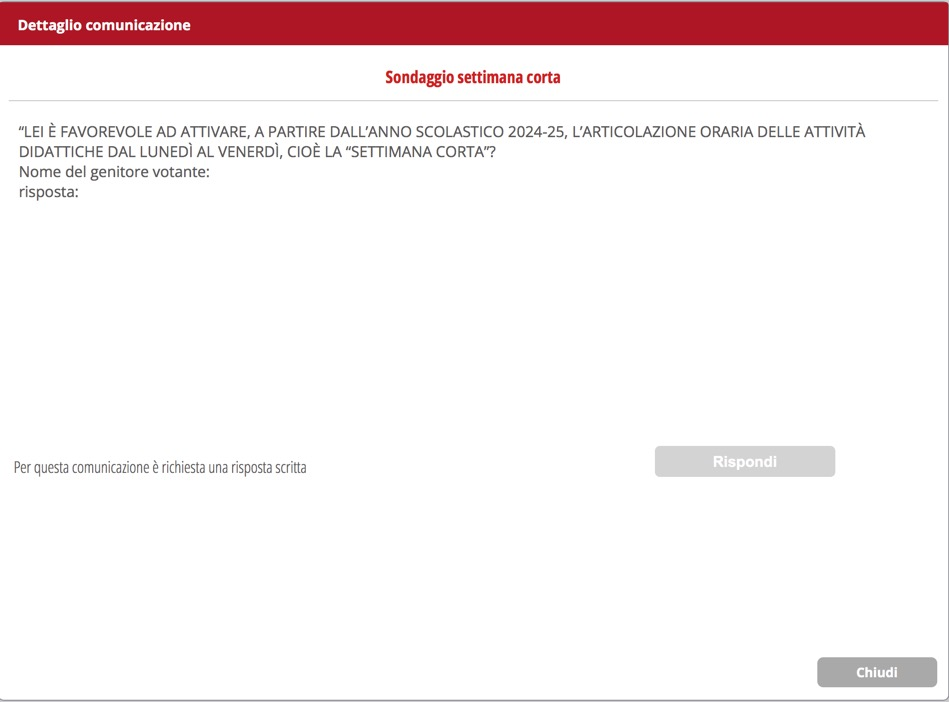 Dettaglio comunicazione
Sondaggio settimana corta
“LEI È FAVOREVOLE AD ATTIVARE, A PARTIRE DALL’ANNO SCOLASTICO 2024-25, L’ARTICOLAZIONE ORARIA DELLE ATTIVITÀ
DIDATTICHE DAL LUNEDÌ AL VENERDÌ, CIOÈ LA “SETTIMANA CORTA”?
Nome del genitore votante:
risposta:
Per questa comunicazione è richiesta una risposta scritta
Rispondi
Chiudi